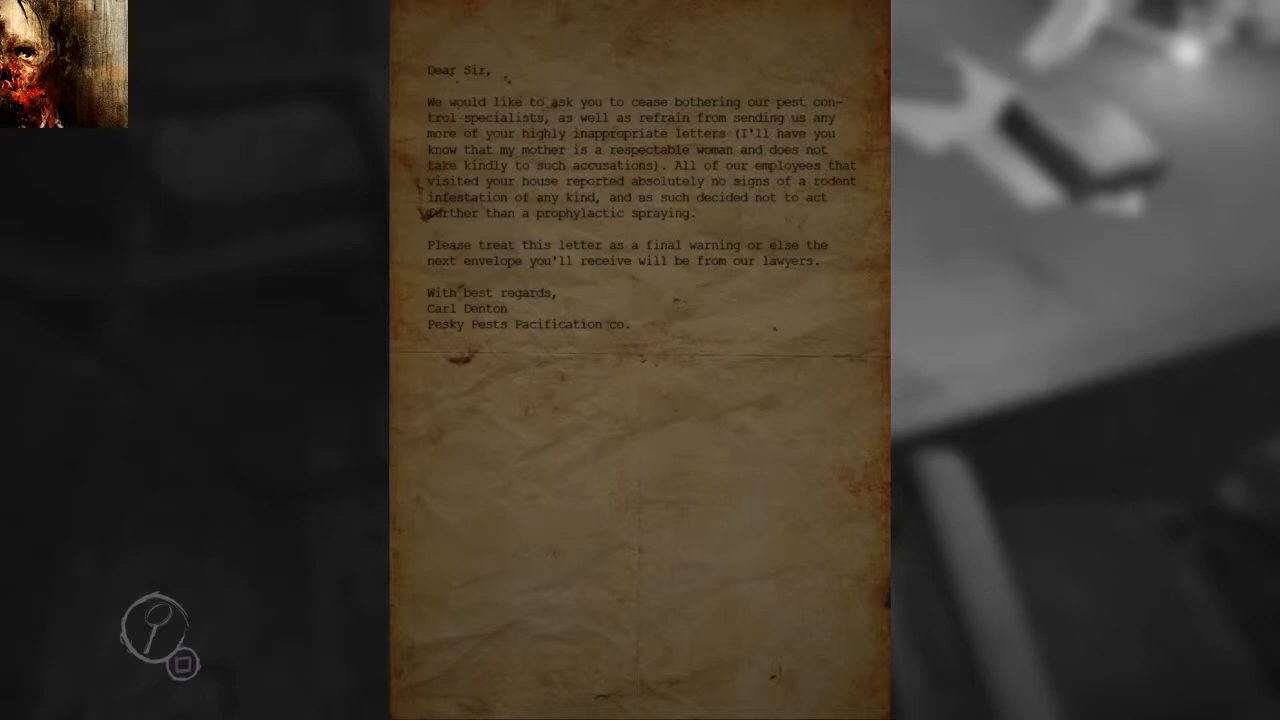 Dear Sir,
We would like to ask you to cease bothering our pest con-
trol specialists, as well as refrain from sending us any
more of your highly inappropriate letters (I'll have you
know that my mother is a respectable woman and does not
take kindly to such accusations). All of our employees that
visited your house reported absolutely no signs of a rodent
infestation of any kind, and as such decided not to act
further than a prophylactic spraying.
Please treat this letter as a final warning or else the
next envelope you'll receive will be from our lawyers.
With best regards,
Carl Denton
Pesky Pests Pacification co.